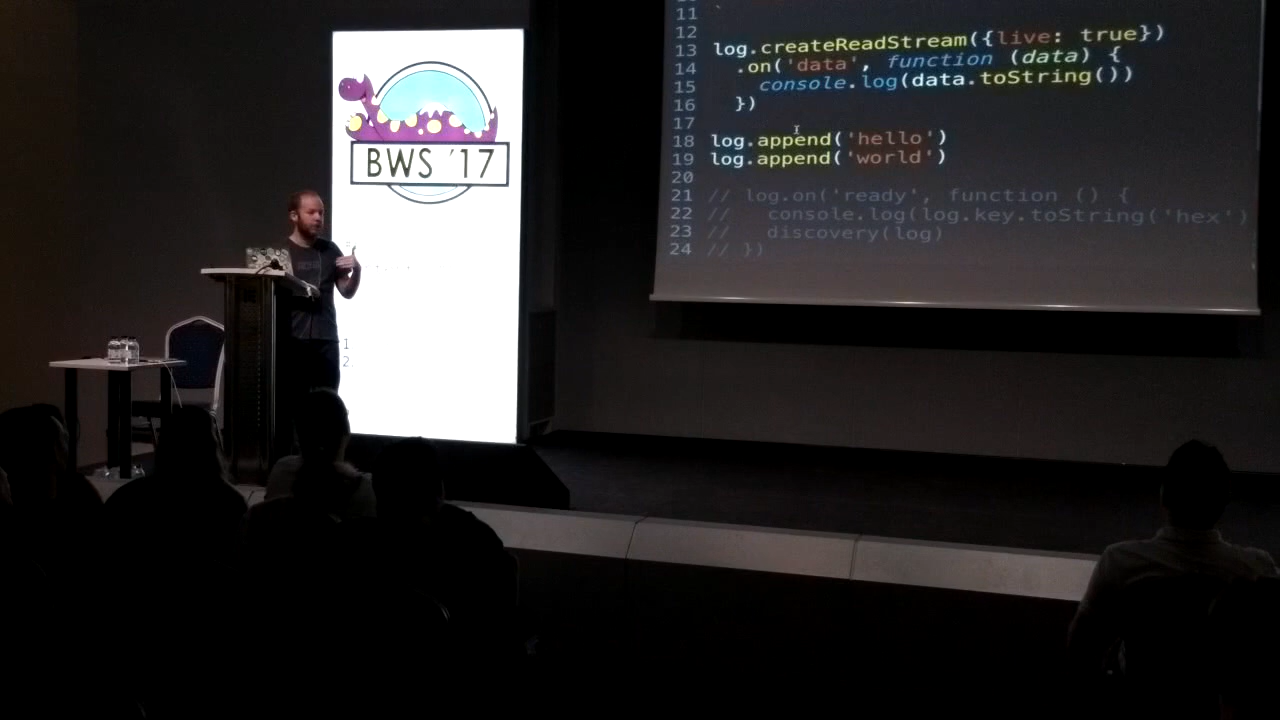 BWS '17
1
2.
11
12
13 log.createReadStream({live: true})
14   .on('data', function (data) {
15     console.log(data.toString())
16   })
17
18 log.append('hello')
19 log.append('world')
20
21 // log.on('ready', function () {
22 //   console.log(log.key.toString('hex')
23 //   discovery(log)
24 // })